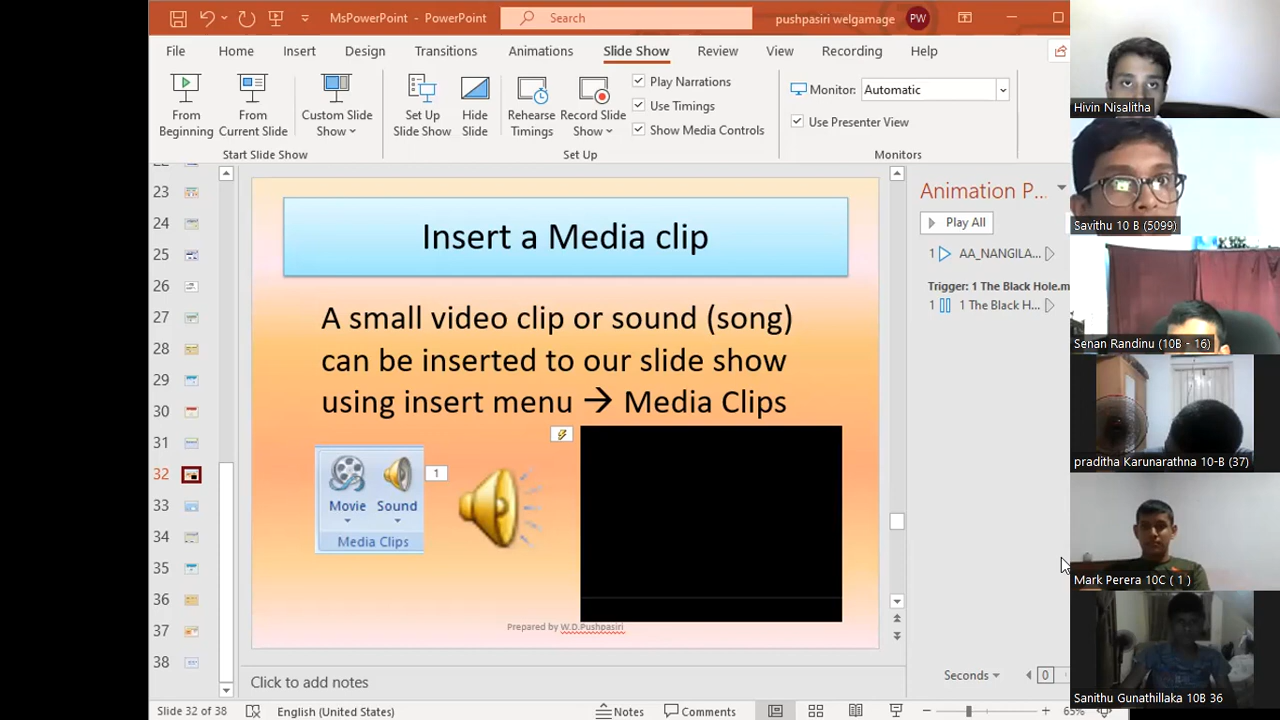 MsPowerPoint - PowerPoint
Search
pushpasiri welgamage
PW
File Home Insert Design Transitions Animations Slide Show Review View Recording Help
From Beginning
From Current Slide
Custom Slide Show
Start Slide Show
Set Up Slide Show
Hide Slide
Rehearse Timings
Record Slide Show
Play Narrations
Use Timings
Show Media Controls
Set Up
Monitor: Automatic
Use Presenter View
Monitors
23
24
25
26
27
28
29
30
31
32
33
34
35
36
37
38
Insert a Media clip
A small video clip or sound (song)
can be inserted to our slide show
using insert menu → Media Clips
Movie Sound
Media Clips
1
Prepared by W.D.Pushpasiri
Animation P...
Play All
1 AA_NANGILA...
Trigger: 1 The Black Hole.m
1 1 The Black H...
Seconds 0
Click to add notes
Slide 32 of 38
English (United Sta
Notes
Comments
65%
Hivin Nisalitha
Savithu 10 B (5099)
Senan Randinu (10B - 16)
praditha Karunarathna 10-B (37)
Mark Perera 10C ( 1 )
Sanithu Gunathillaka 10B 36